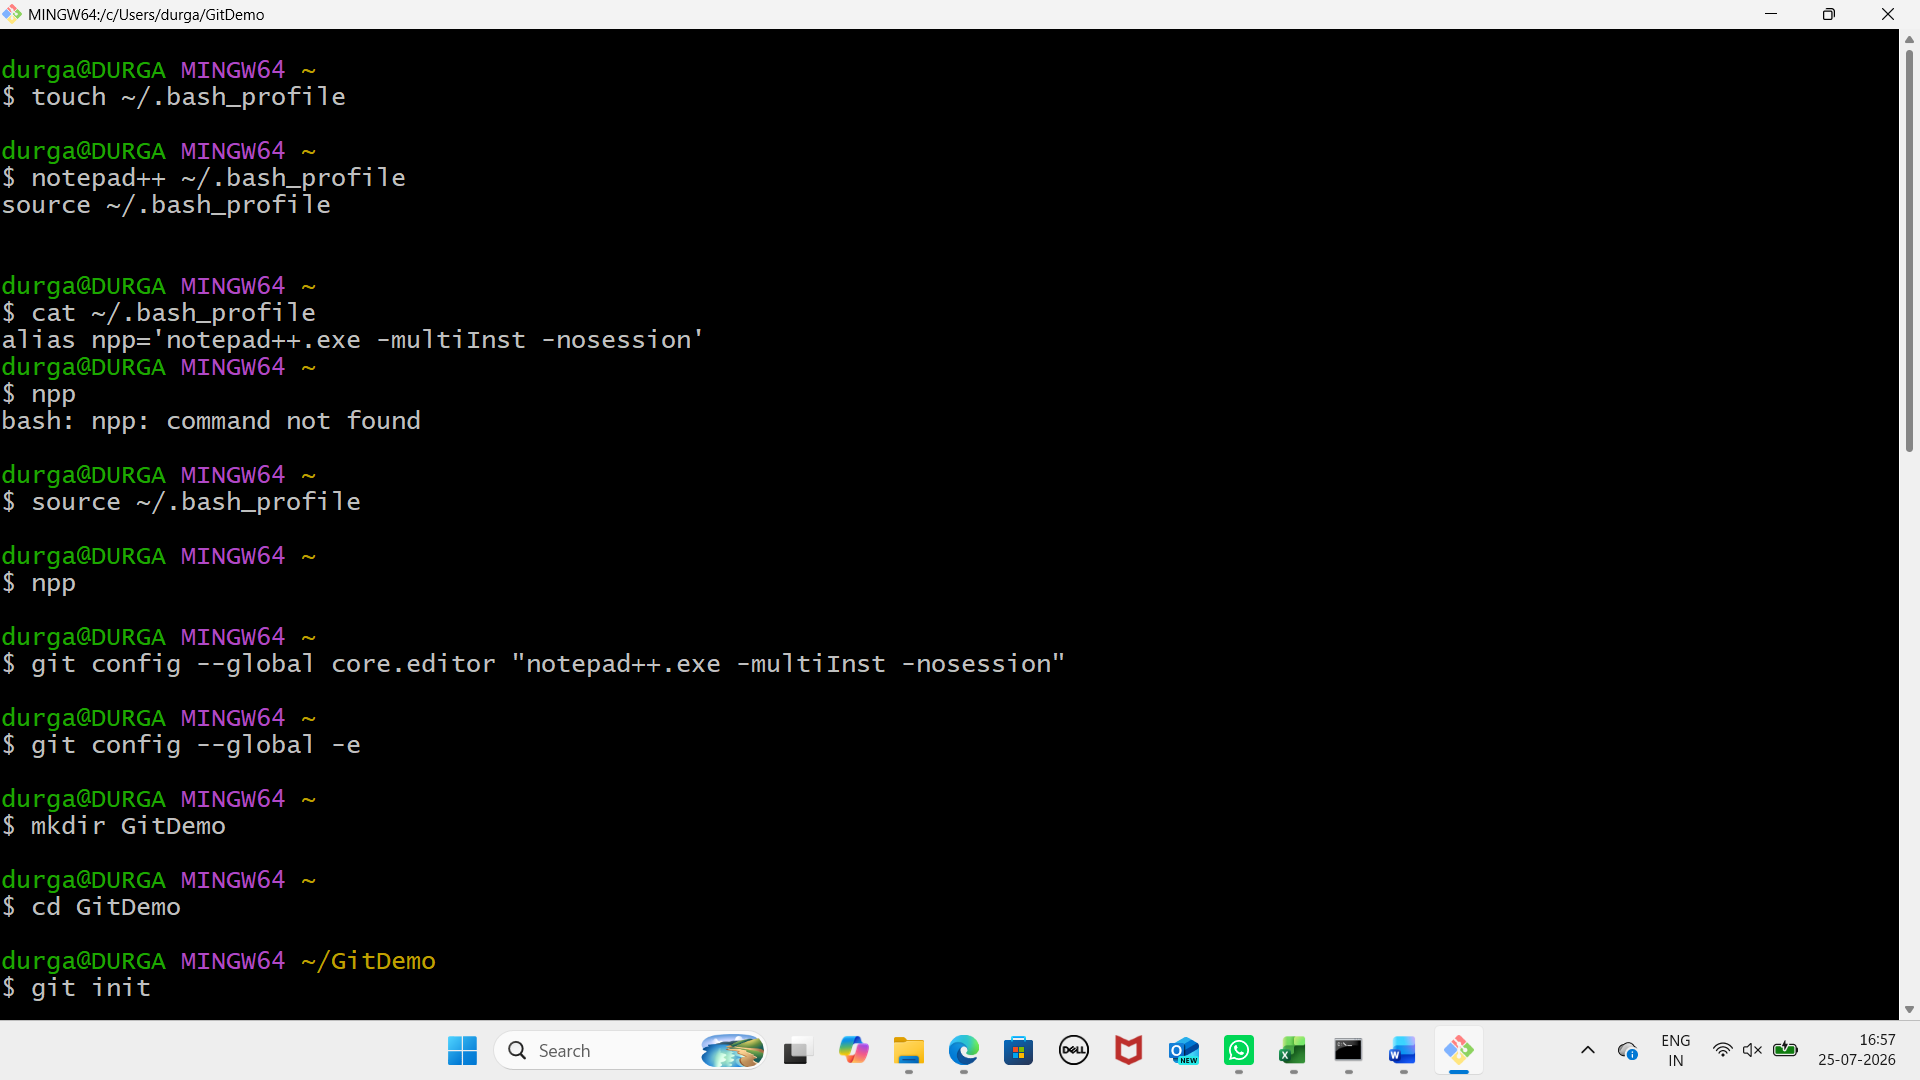 MINGW64:/c/Users/durga/GitDemo
durga@DURGA MINGW64 ~
$ touch ~/.bash_profile
durga@DURGA MINGW64 ~
$ notepad++ ~/.bash_profile
source ~/.bash_profile
durga@DURGA MINGW64 ~
$ cat ~/.bash_profile
alias npp='notepad++.exe -multiInst -nosession'
durga@DURGA MINGW64 ~
$ npp
bash: npp: command not found
durga@DURGA MINGW64 ~
$ source ~/.bash_profile
durga@DURGA MINGW64 ~
$ npp
durga@DURGA MINGW64 ~
$ git config --global core.editor "notepad++.exe -multiInst -nosession"
durga@DURGA MINGW64 ~
$ git config --global -e
durga@DURGA MINGW64 ~
$ mkdir GitDemo
durga@DURGA MINGW64 ~
$ cd GitDemo
durga@DURGA MINGW64 ~/GitDemo
$ git init
Search
DELL
NEW
ENG
IN
16:57
25-07-2026